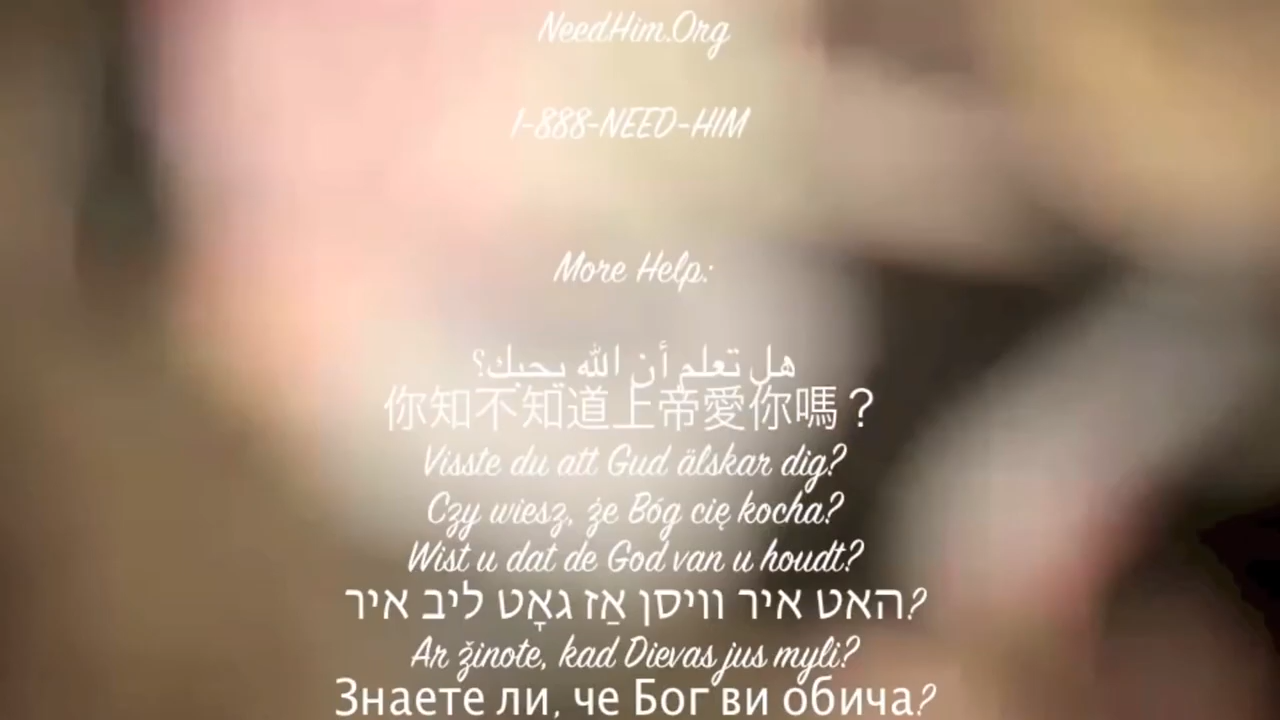 NeedHim.Org
1-888-NEED-HIM
More Help:
هل تعلم أن الله يحبك؟
你知不知道上帝愛你嗎？
Visste du att Gud älskar dig?
Czy wiesz, że Bóg cię kocha?
Wist u dat de God van u houdt?
האט איר וויסן אַז גאָט ליב איר?
Ar žinote, kad Dievas jus myli?
Знаете ли, че Бог ви обича?